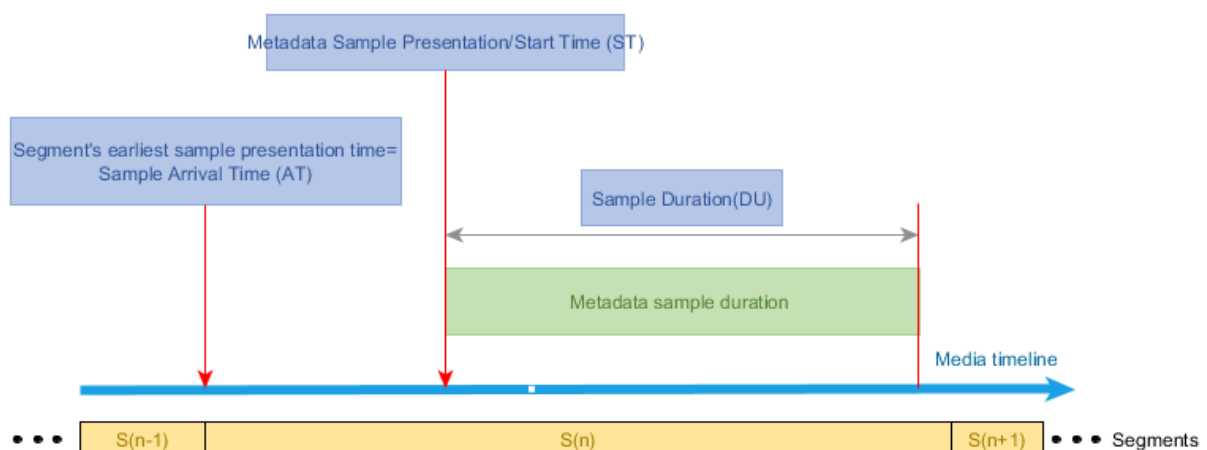 Metadata Sample Presentation/Start Time (ST)
Segment's earliest sample presentation time=
Sample Arrival Time (AT)
Sample Duration(DU)
Metadata sample duration
Media timeline
S(n-1)
S(n)
S(n+1)
Segments